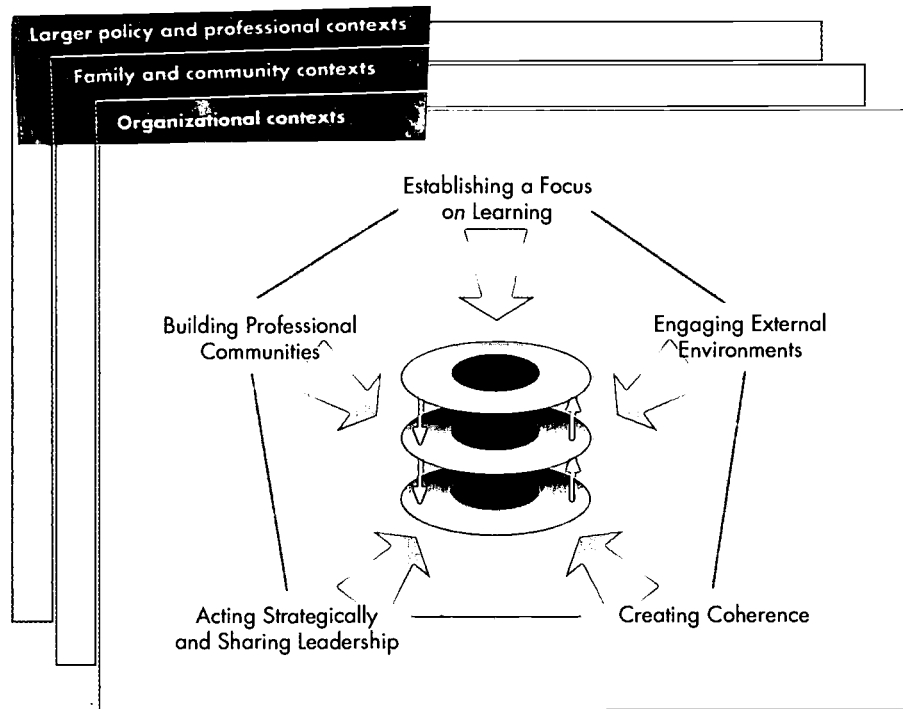 Larger policy and professional contexts
Family and community contexts
Organizational contexts
Establishing a Focus
on Learning
Building Professional
Communities
Engaging External
Environments
Acting Strategically
and Sharing Leadership
Creating Coherence